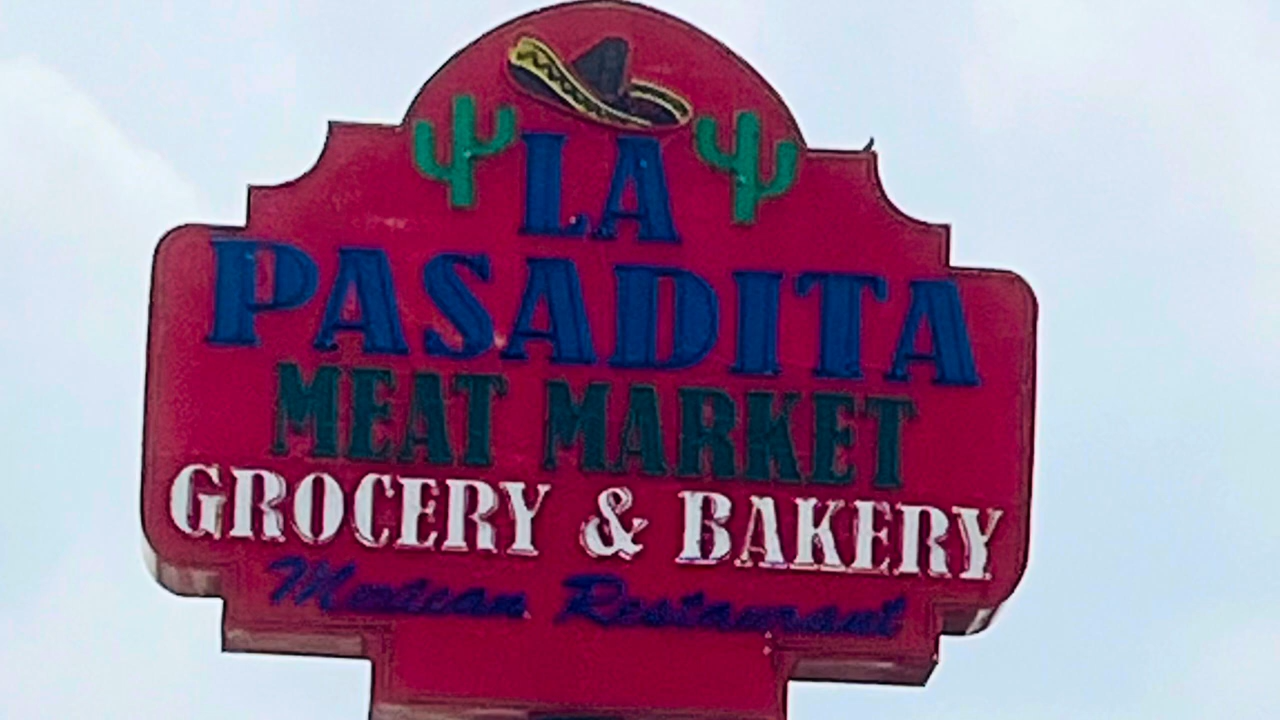 LA
PASADITA
MEAT MARKET
GROCERY & BAKERY
Mexican Restaurant